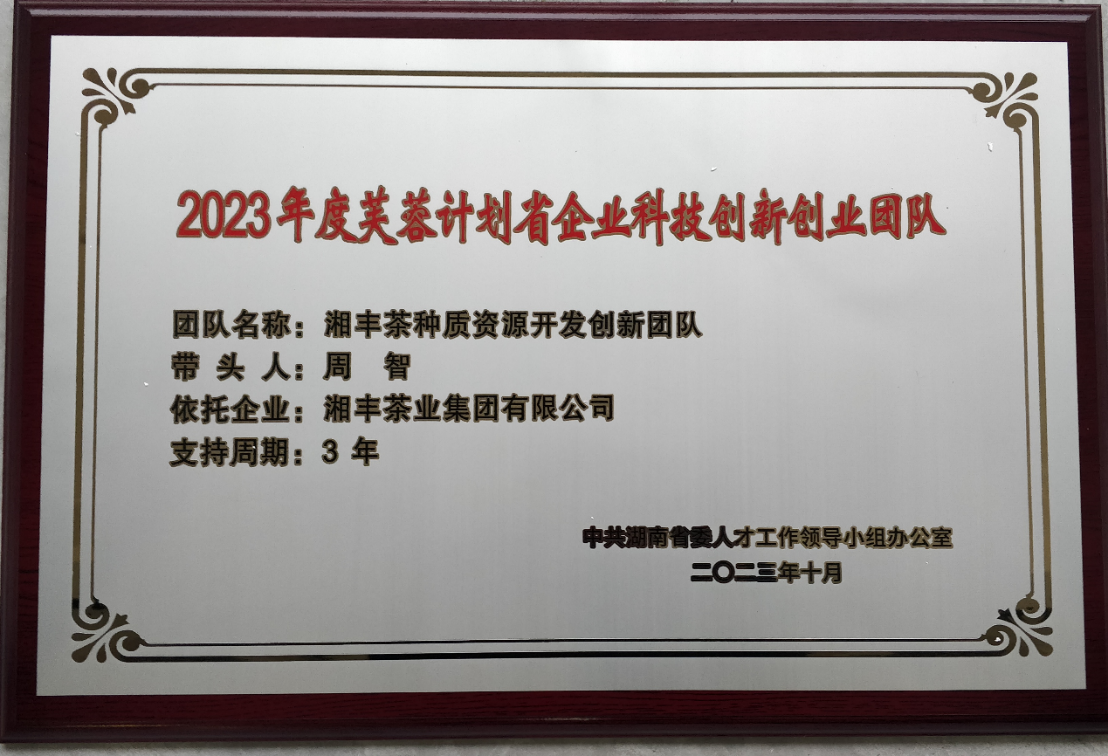 2023年度芙蓉计划省企业科技创新创业团队
团队名称：湘丰茶种质资源开发创新团队
带 头 人：周　智
依托企业：湘丰茶业集团有限公司
支持周期：3 年
中共湖南省委人才工作领导小组办公室
二〇二三年十月